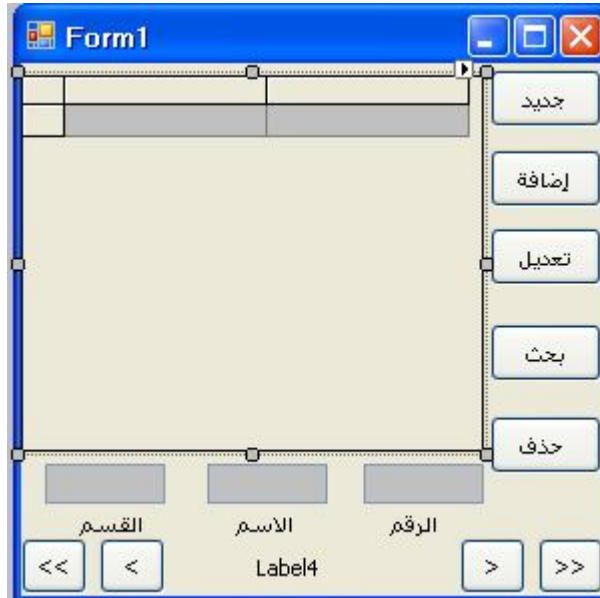 Form1
جديد
إضافة
تعديل
بحث
حذف
الرقم الاسم القسم
<< < Label4 > >>